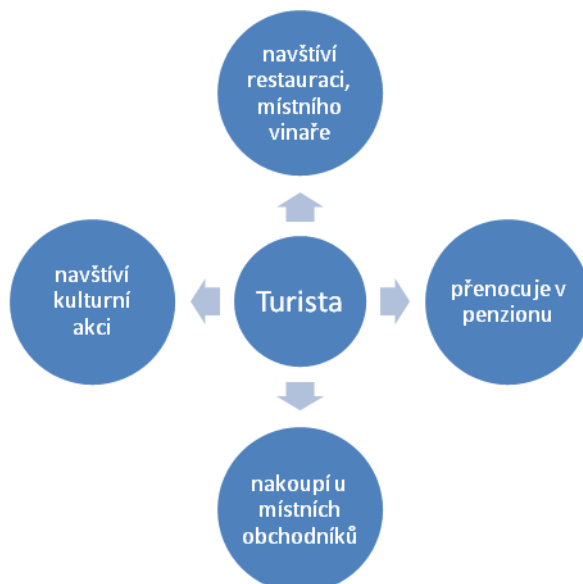 navštíví
restauraci,
místního
vinaře
navštíví
kulturní
akci
Turista
přenocuje v
penzionu
nakoupí u
místních
obchodníků